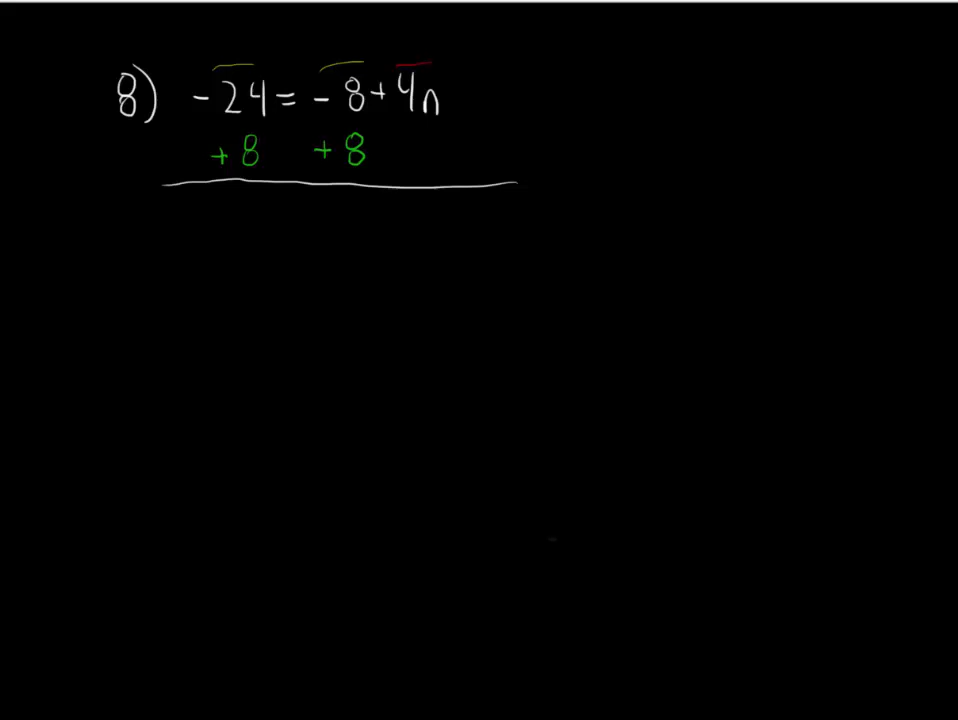 8) -24 = -8 + 4n
+8 +8